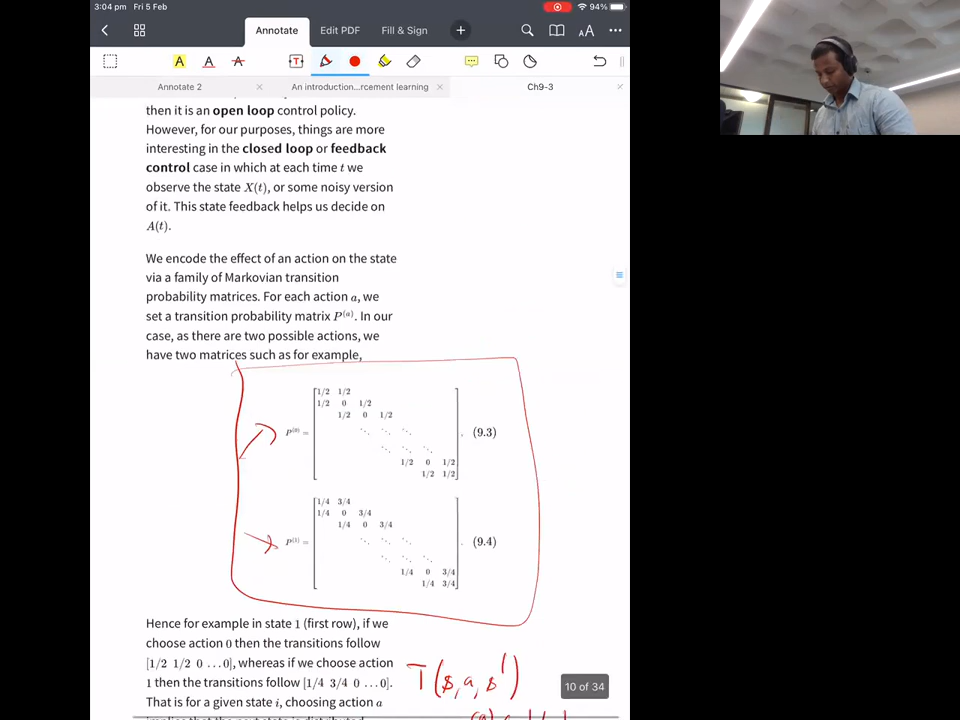 3:04 pm Fri 5 Feb
94%
Annotate Edit PDF Fill & Sign
Annotate 2 An introduction...rcement learning Ch9-3
then it is an open loop control policy.
However, for our purposes, things are more
interesting in the closed loop or feedback
control case in which at each time t we
observe the state X(t), or some noisy version
of it. This state feedback helps us decide on
A(t).
We encode the effect of an action on the state
via a family of Markovian transition
probability matrices. For each action a, we
set a transition probability matrix P^(a). In our
case, as there are two possible actions, we
have two matrices such as for example,
1/2 1/2
1/2 0 1/2
1/2 0 1/2
⋱ ⋱ ⋱
P^(0) = , (9.3)
⋱ ⋱ ⋱
1/2 0 1/2
1/2 1/2
1/4 3/4
1/4 0 3/4
1/4 0 3/4
⋱ ⋱ ⋱
P^(1) = . (9.4)
⋱ ⋱ ⋱
1/4 0 3/4
1/4 3/4
Hence for example in state 1 (first row), if we
choose action 0 then the transitions follow
[1/2 1/2 0 …0], whereas if we choose action
1 then the transitions follow [1/4 3/4 0 …0].
T(s, a, s')
10 of 34
That is for a given state i, choosing action a
implies that the next state is distributed